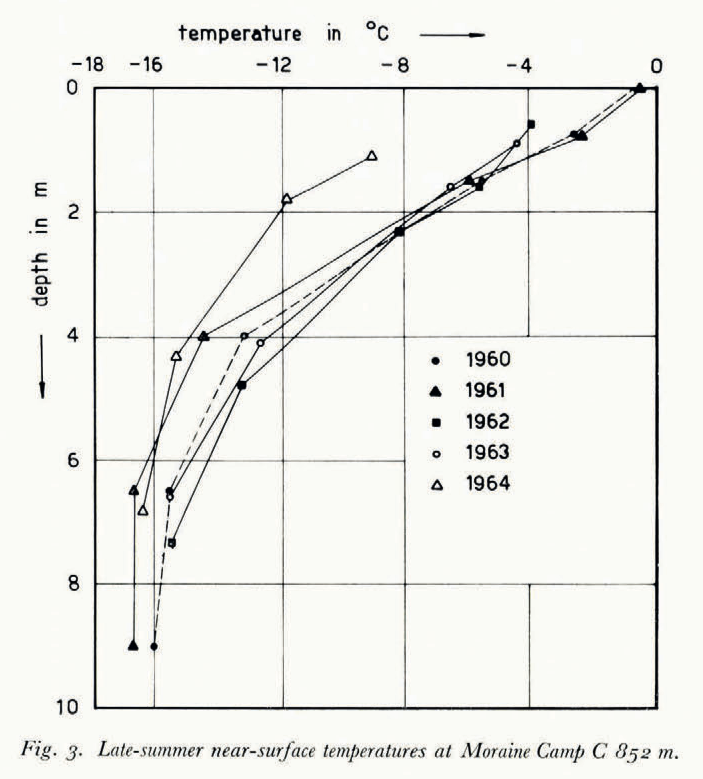 temperature in °C
-18 -16 -12 -8 -4 0
0
2
4
6
8
10
depth in m
1960
1961
1962
1963
1964
Fig. 3. Late-summer near-surface temperatures at Moraine Camp C 852 m.